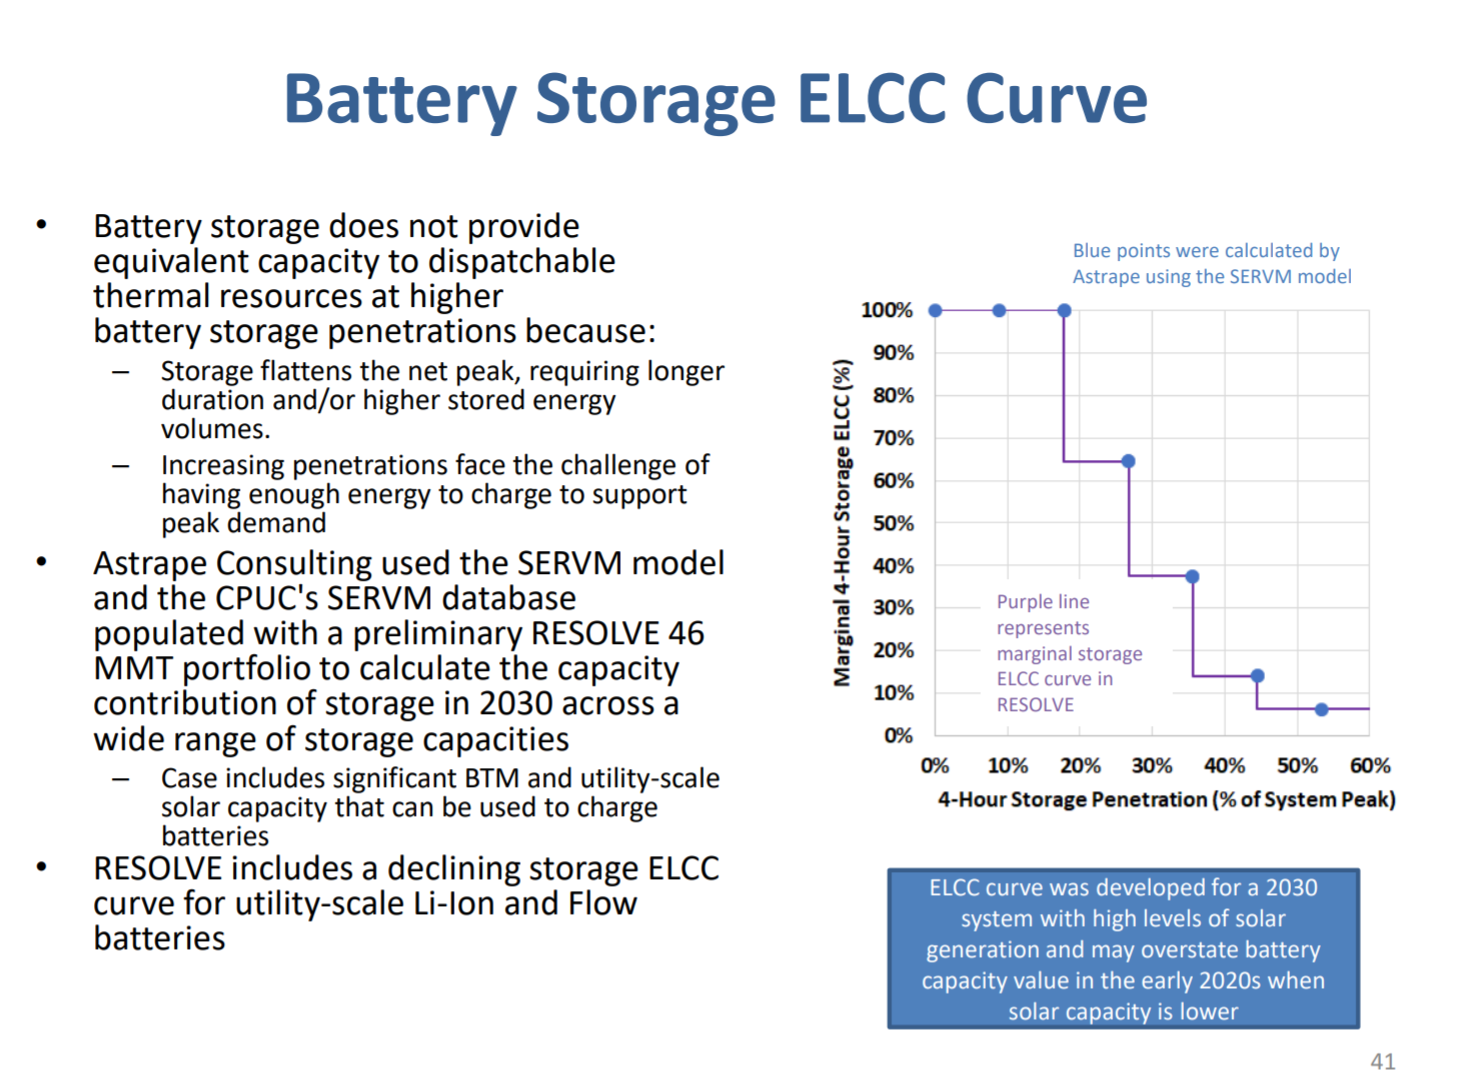 Battery Storage ELCC Curve
• Battery storage does not provide
equivalent capacity to dispatchable
thermal resources at higher
battery storage penetrations because:
– Storage flattens the net peak, requiring longer
duration and/or higher stored energy
volumes.
– Increasing penetrations face the challenge of
having enough energy to charge to support
peak demand
• Astrape Consulting used the SERVM model
and the CPUC's SERVM database
populated with a preliminary RESOLVE 46
MMT portfolio to calculate the capacity
contribution of storage in 2030 across a
wide range of storage capacities
– Case includes significant BTM and utility-scale
solar capacity that can be used to charge
batteries
• RESOLVE includes a declining storage ELCC
curve for utility-scale Li-Ion and Flow
batteries
Blue points were calculated by
Astrape using the SERVM model
Marginal 4-Hour Storage ELCC (%)
100%
90%
80%
70%
60%
50%
40%
30%
20%
10%
0%
Purple line
represents
marginal storage
ELCC curve in
RESOLVE
0% 10% 20% 30% 40% 50% 60%
4-Hour Storage Penetration (% of System Peak)
ELCC curve was developed for a 2030
system with high levels of solar
generation and may overstate battery
capacity value in the early 2020s when
solar capacity is lower
41